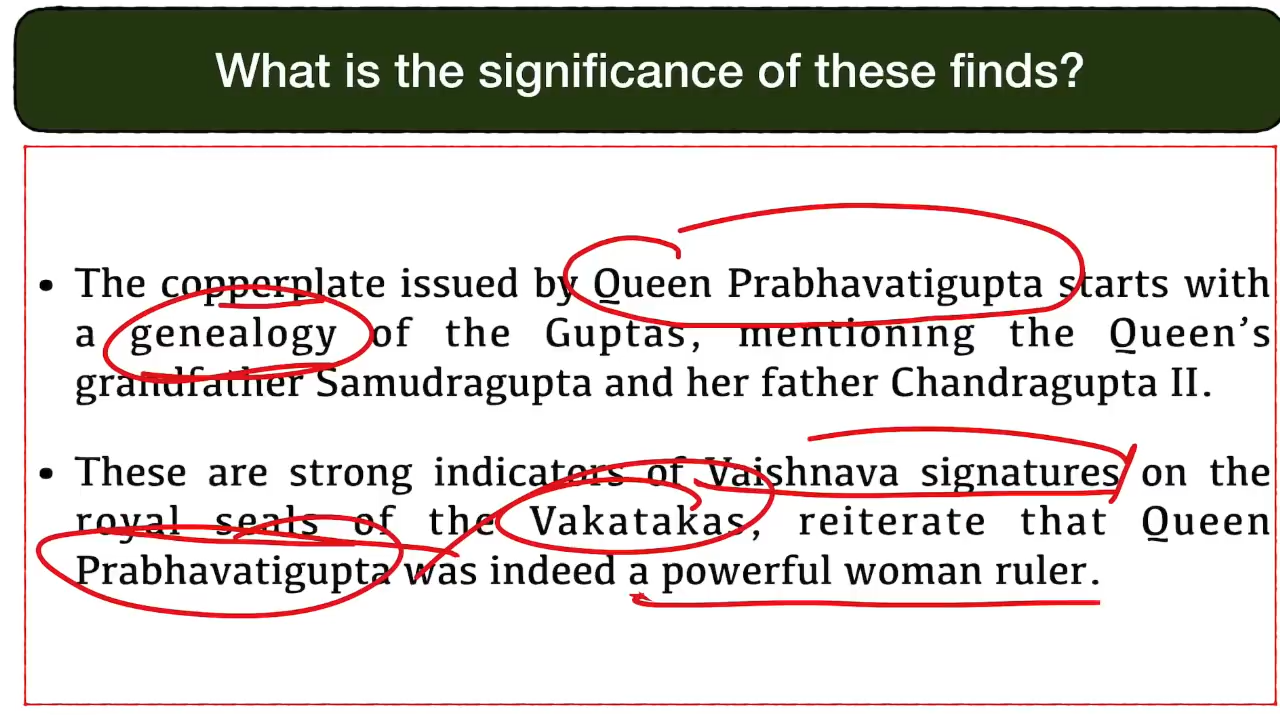 What is the significance of these finds?
• The copperplate issued by Queen Prabhavatigupta starts with
a genealogy of the Guptas, mentioning the Queen’s
grandfather Samudragupta and her father Chandragupta II.
• These are strong indicators of Vaishnava signatures on the
royal seals of the Vakatakas, reiterate that Queen
Prabhavatigupta was indeed a powerful woman ruler.